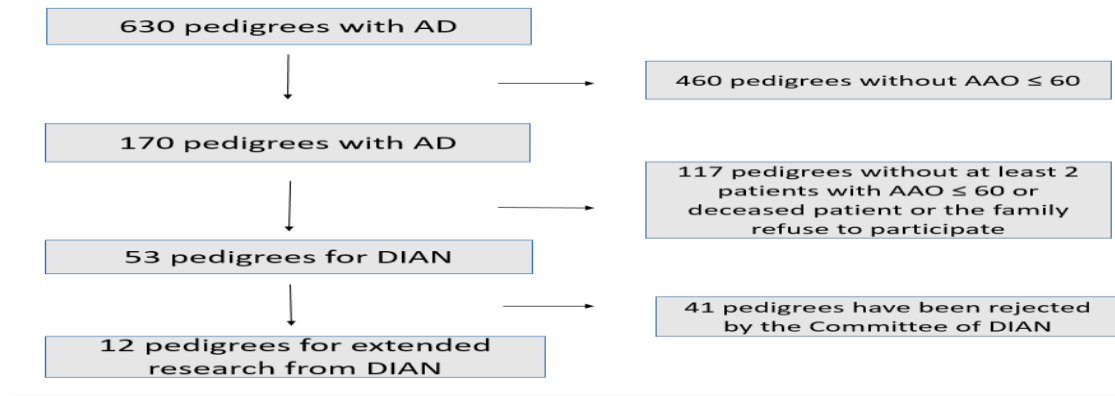 630 pedigrees with AD
460 pedigrees without AAO ≤ 60
170 pedigrees with AD
117 pedigrees without at least 2
patients with AAO ≤ 60 or
deceased patient or the family
refuse to participate
53 pedigrees for DIAN
41 pedigrees have been rejected
by the Committee of DIAN
12 pedigrees for extended
research from DIAN